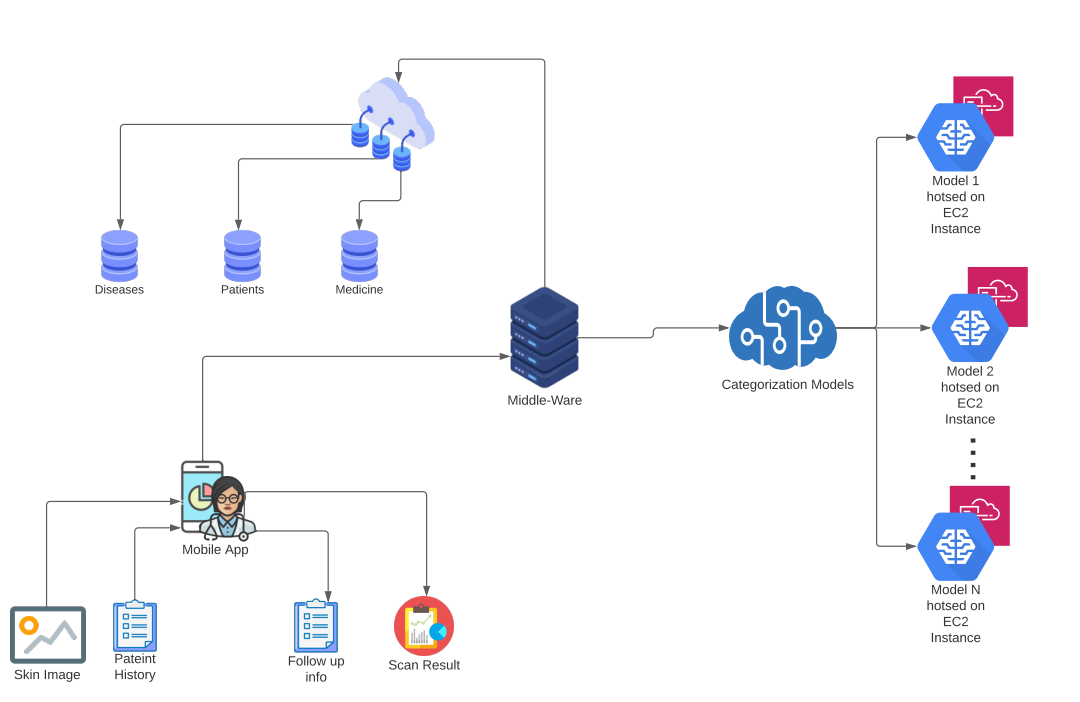 Model 1
hotsed on
EC2
Instance
Diseases
Patients
Medicine
Model 2
hotsed on
EC2
Instance
Categorization Models
Middle-Ware
Mobile App
Model N
hotsed on
EC2
Instance
Skin Image
Pateint
History
Follow up
info
Scan Result